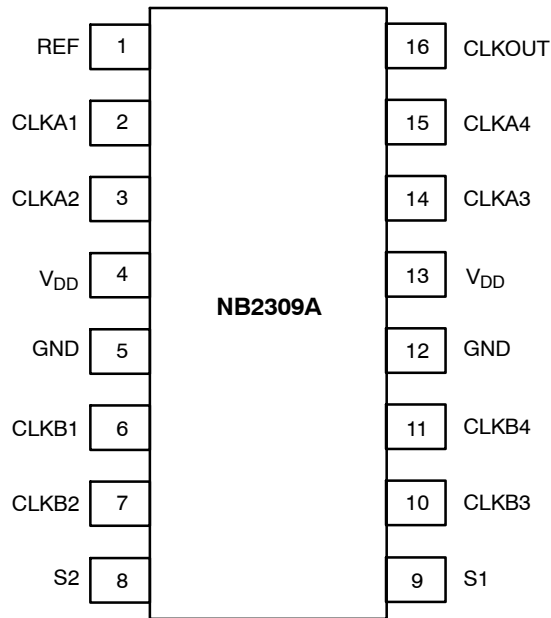 REF 1 16 CLKOUT
CLKA1 2 15 CLKA4
CLKA2 3 14 CLKA3
VDD 4 13 VDD
NB2309A
GND 5 12 GND
CLKB1 6 11 CLKB4
CLKB2 7 10 CLKB3
S2 8 9 S1